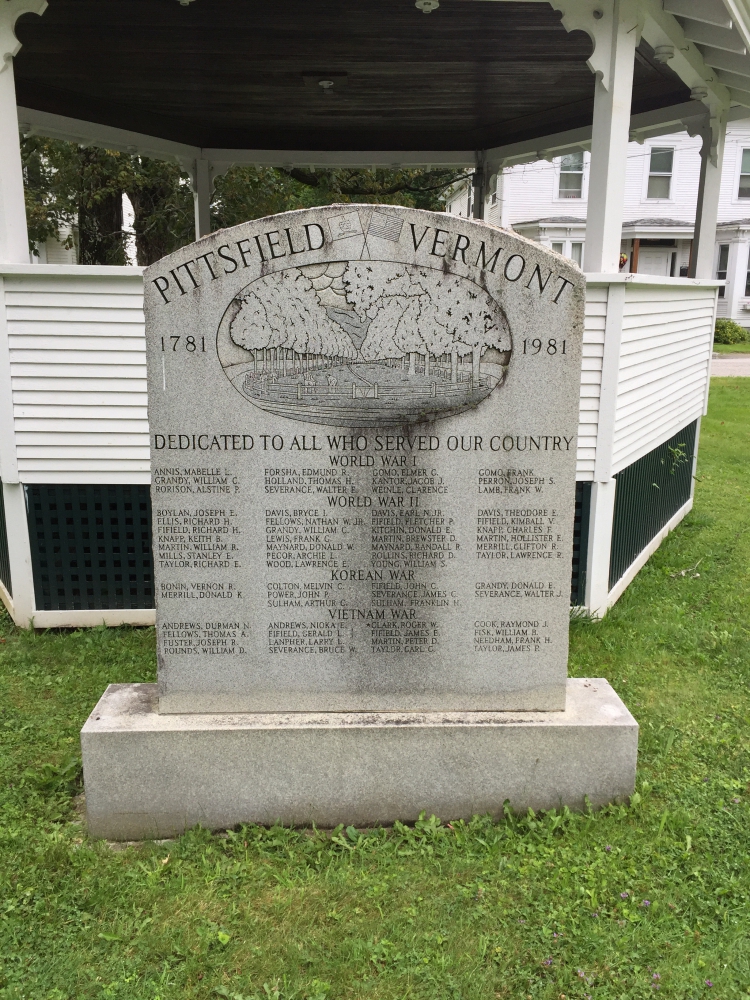 PITTSFIELD VERMONT
1781 1981
DEDICATED TO ALL WHO SERVED OUR COUNTRY
WORLD WAR I
ANNIS, MABELLE L. FORSHA, EDMUND R. GOMO, ELMER C. GOMO, FRANK
GRANDY, WILLIAM C. HOLLAND, THOMAS H. KANTOR, JACOB J. PERRON, JOSEPH S.
RORISON, ALSTINE P. SEVERANCE, WALTER E. WEINLE, CLARENCE LAMB, FRANK W.
WORLD WAR II
BOYLAN, JOSEPH E. DAVIS, BRYCE L. DAVIS, EARL N. JR. DAVIS, THEODORE E.
ELLIS, RICHARD H. FELLOWS, NATHAN W. JR. FIFIELD, FLETCHER P. FIFIELD, KIMBALL V.
FIFIELD, RICHARD H. GRANDY, WILLIAM C. KITCHIN, DONALD E. KNAPP, CHARLES F.
KNAPP, KEITH B. LEWIS, FRANK G. MARTIN, BREWSTER D. MARTIN, HOLLISTER E.
MARTIN, WILLIAM R. MAYNARD, DONALD W. MAYNARD, RANDALL R. MERRILL, CLIFTON R.
MILLS, STANLEY E. PECOR, ARCHIE L. ROLLINS, RICHARD D. TAYLOR, LAWRENCE R.
TAYLOR, RICHARD E. WOOD, LAWRENCE E. YOUNG, WILLIAM S.
KOREAN WAR
BONIN, VERNON R. COLTON, MELVIN C. FIFIELD, JOHN C. GRANDY, DONALD E.
MERRILL, DONALD K. POWER, JOHN P. SEVERANCE, JAMES C. SEVERANCE, WALTER J.
SULHAM, ARTHUR C. SULHAM, FRANKLIN H.
VIETNAM WAR
ANDREWS, DURMAN N. ANDREWS, NIOKA E. CLARK, ROGER W. COOK, RAYMOND J.
FELLOWS, THOMAS A. FIFIELD, GERALD L. FIFIELD, JAMES E. FISK, WILLIAM B.
FUSTER, JOSEPH R. LANPHER, LARRY L. MARTIN, PETER D. NEEDHAM, FRANK H.
POUNDS, WILLIAM D. SEVERANCE, BRUCE W. TAYLOR, CARL G. TAYLOR, JAMES P.